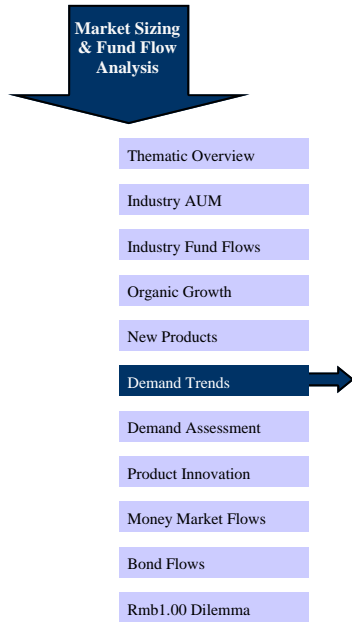 Market Sizing
& Fund Flow
Analysis
Thematic Overview
Industry AUM
Industry Fund Flows
Organic Growth
New Products
Demand Trends
Demand Assessment
Product Innovation
Money Market Flows
Bond Flows
Rmb1.00 Dilemma